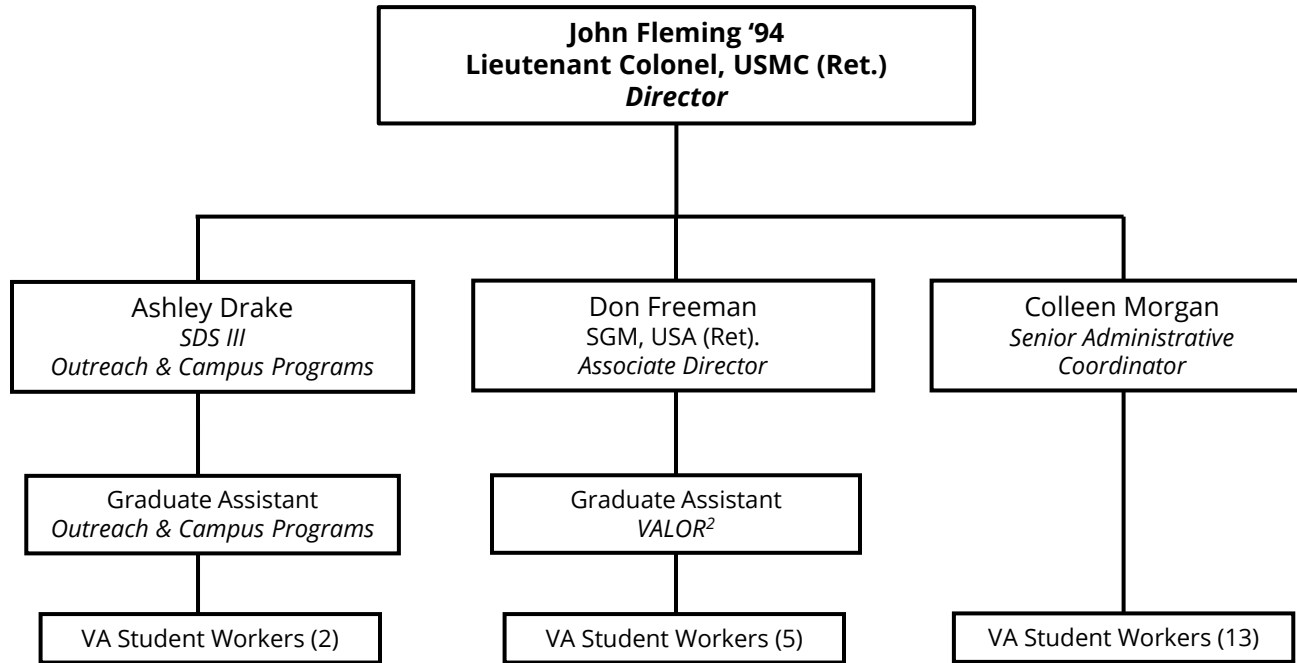 John Fleming ‘94
Lieutenant Colonel, USMC (Ret.)
Director
Ashley Drake
SDS III
Outreach & Campus Programs
Don Freeman
SGM, USA (Ret).
Associate Director
Colleen Morgan
Senior Administrative
Coordinator
Graduate Assistant
Outreach & Campus Programs
Graduate Assistant
VALOR²
VA Student Workers (2)
VA Student Workers (5)
VA Student Workers (13)